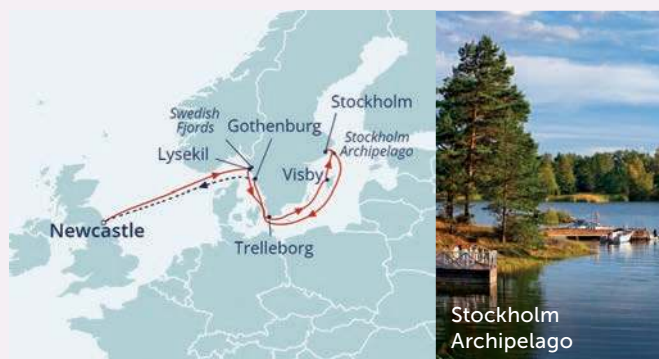 Swedish
Fjords
Lysekil
Gothenburg
Stockholm
Stockholm
Archipelago
Visby
Newcastle
Trelleborg
Stockholm
Archipelago